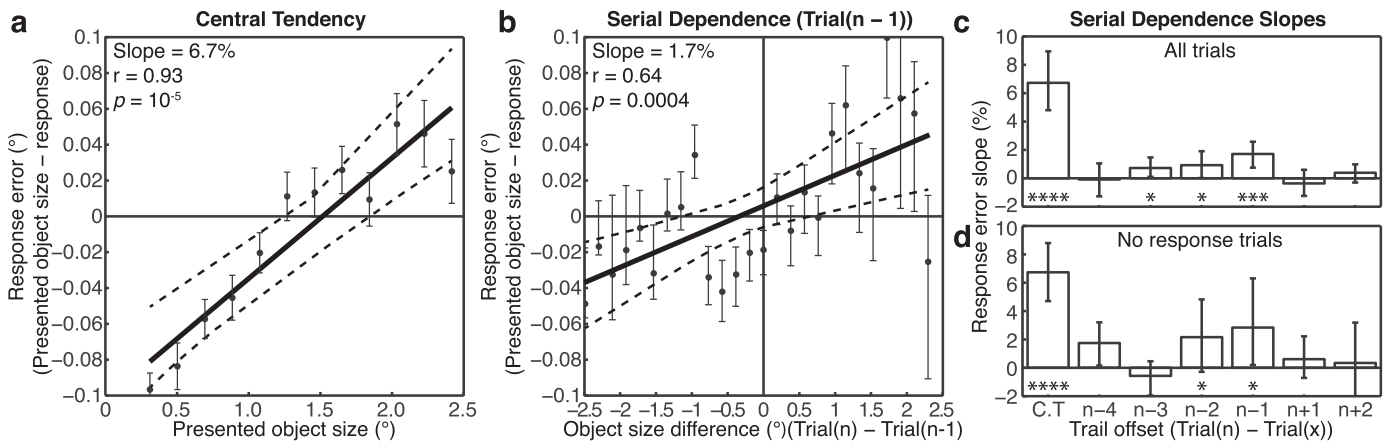 a
Central Tendency
Slope = 6.7%
r = 0.93
p = 10-5
Response error (°)
(Presented object size – response)
0.1
0.08
0.06
0.04
0.02
0
−0.02
−0.04
−0.06
−0.08
−0.1
0 0.5 1.0 1.5 2.0 2.5
Presented object size (°)
b
Serial Dependence (Trial(n − 1))
Slope = 1.7%
r = 0.64
p = 0.0004
Response error (°)
(Presented object size – response)
0.1
0.08
0.06
0.04
0.02
0
−0.02
−0.04
−0.06
−0.08
−0.1
−2.5 −2 −1.5 −1 −0.5 0 0.5 1.0 1.5 2.0 2.5
Object size difference (°)(Trial(n) − Trial(n-1)
c
Serial Dependence Slopes
All trials
10
8
6
4
2
0
−2
**** * * ***
Response error slope (%)
d
No response trials
10
8
6
4
2
0
−2
**** * *
C.T n−4 n−3 n−2 n−1 n+1 n+2
Trail offset (Trial(n) − Trial(x))